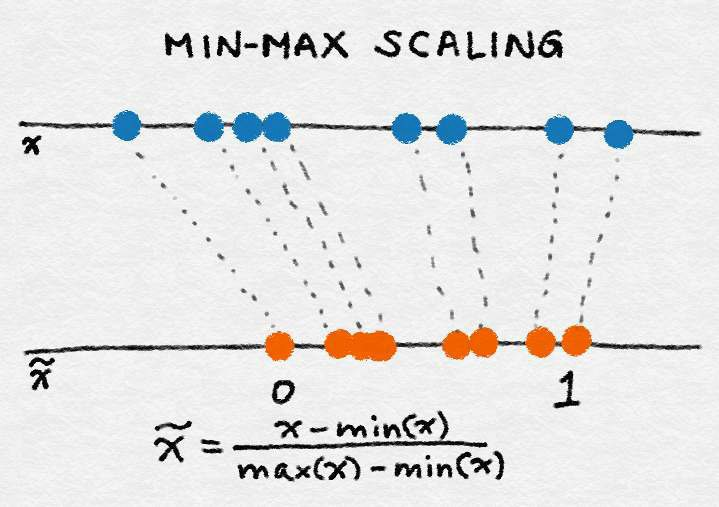 MIN-MAX SCALING
x
x̃
0 1
x̃ = x - min(x)
max(x) - min(x)